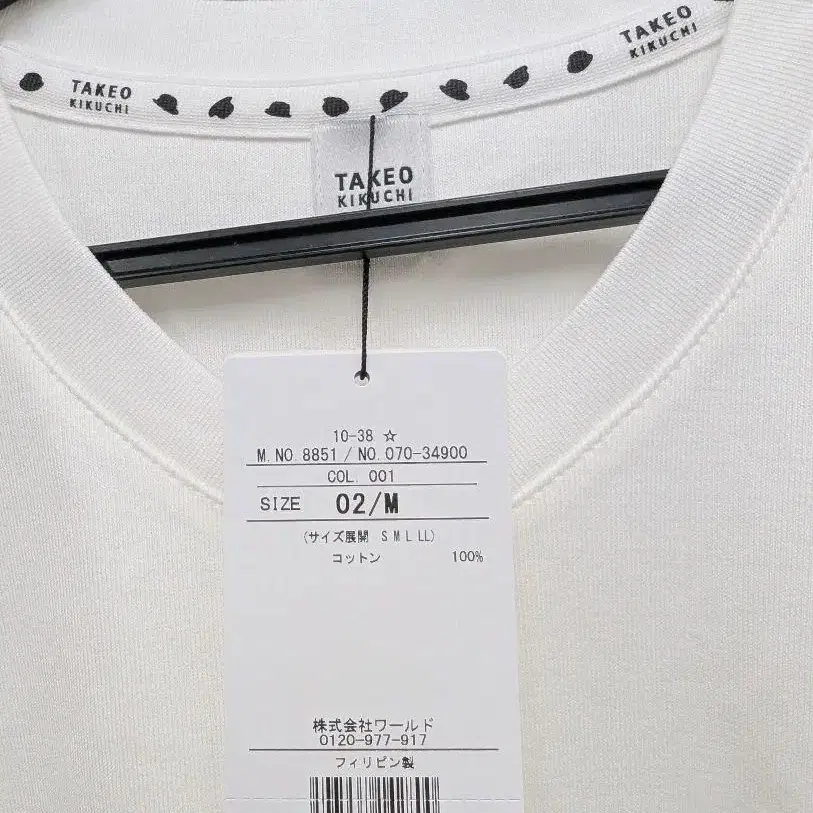 TAKEO
KIKUCHI
TAKEO
KIKUCHI
TAKEO
KIKUCHI
10-38 ☆
M. NO 8851 / NO. 070-34900
COL. 001
SIZE 02/M
(サイズ展開 S M L LL)
コットン 100%
株式会社ワールド
0120-977-917
フィリピン製